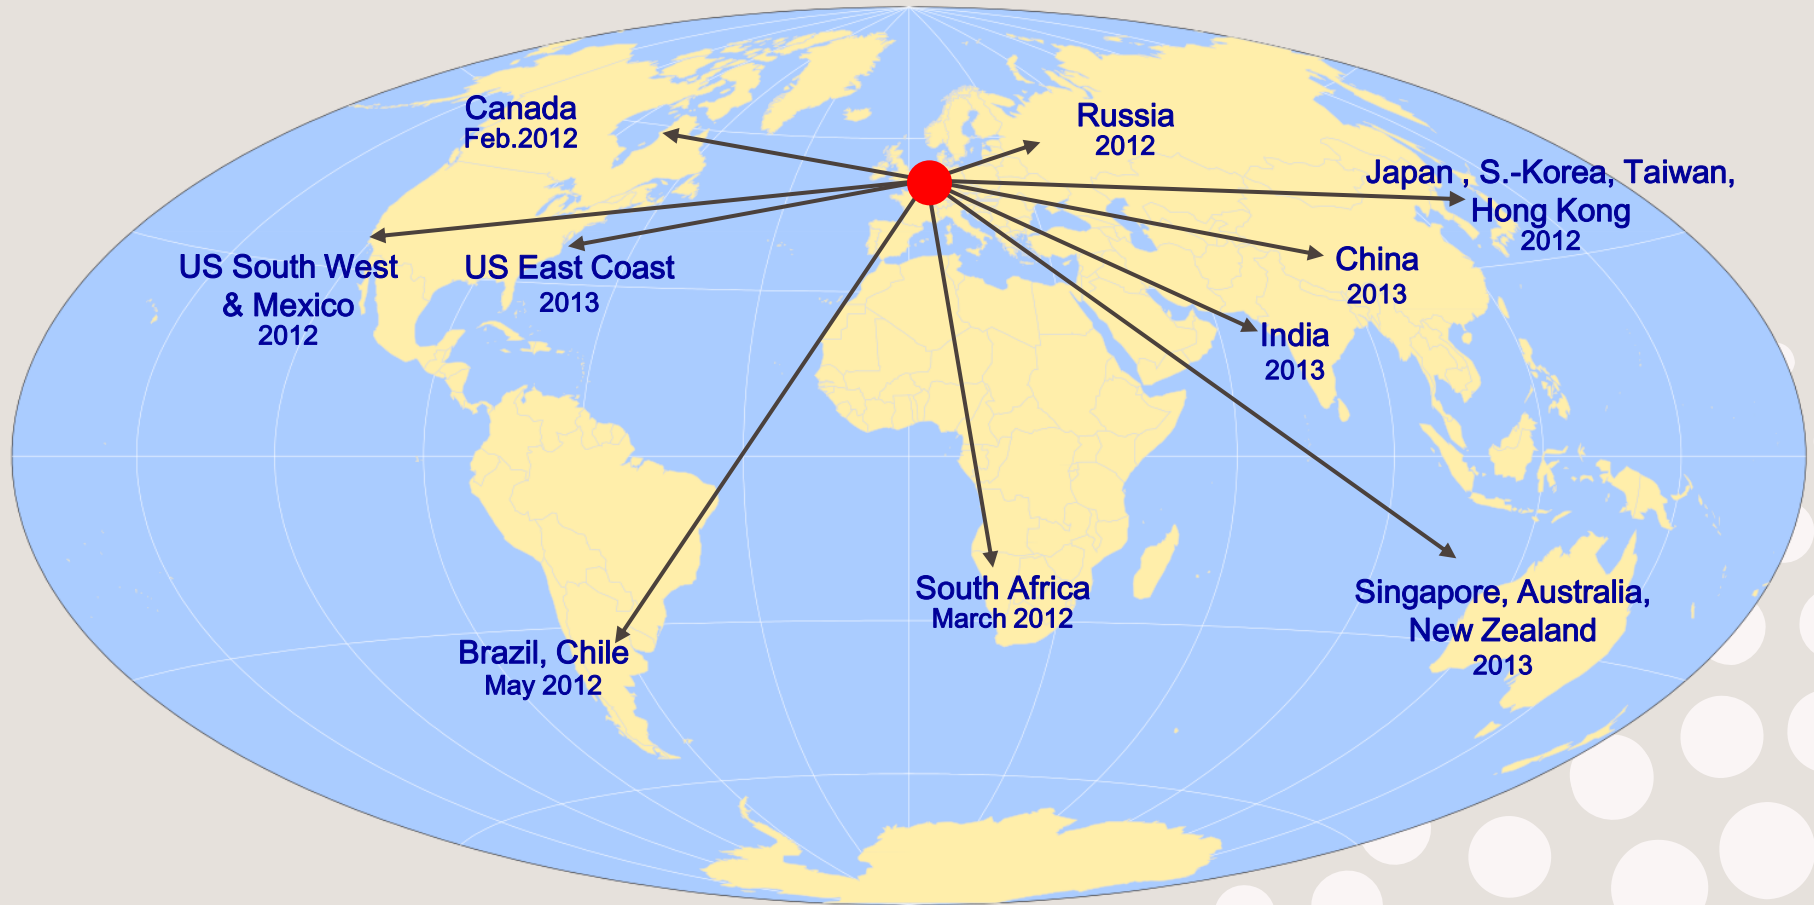 Canada
Feb.2012
Russia
2012
Japan , S.-Korea, Taiwan,
Hong Kong
2012
US South West
& Mexico
2012
US East Coast
2013
China
2013
India
2013
South Africa
March 2012
Singapore, Australia,
New Zealand
2013
Brazil, Chile
May 2012